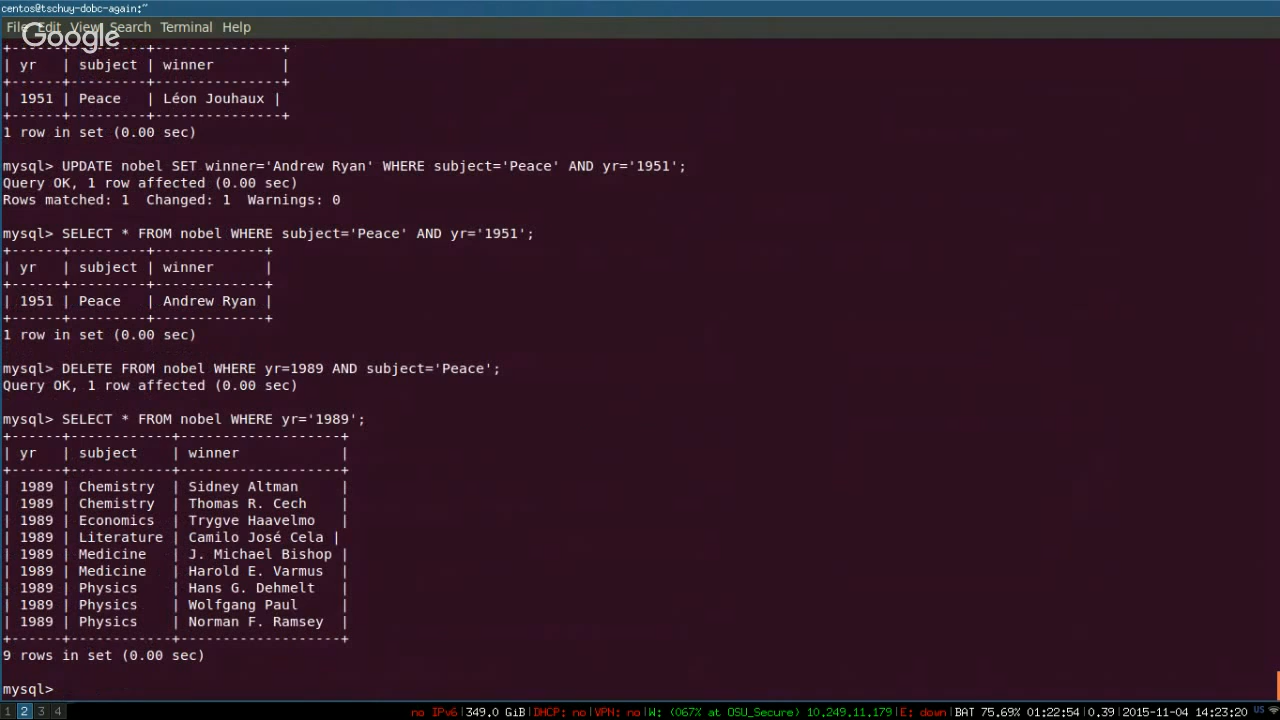 centos@tschuy-dobc-again:~
File Edit View Search Terminal Help
Google
+------+---------+---------------+
| yr   | subject | winner        |
+------+---------+---------------+
| 1951 | Peace   | Léon Jouhaux |
+------+---------+---------------+
1 row in set (0.00 sec)
mysql> UPDATE nobel SET winner='Andrew Ryan' WHERE subject='Peace' AND yr='1951';
Query OK, 1 row affected (0.00 sec)
Rows matched: 1  Changed: 1  Warnings: 0
mysql> SELECT * FROM nobel WHERE subject='Peace' AND yr='1951';
+------+---------+-------------+
| yr   | subject | winner      |
+------+---------+-------------+
| 1951 | Peace   | Andrew Ryan |
+------+---------+-------------+
1 row in set (0.00 sec)
mysql> DELETE FROM nobel WHERE yr=1989 AND subject='Peace';
Query OK, 1 row affected (0.00 sec)
mysql> SELECT * FROM nobel WHERE yr='1989';
+------+------------+-------------------+
| yr   | subject    | winner            |
+------+------------+-------------------+
| 1989 | Chemistry  | Sidney Altman     |
| 1989 | Chemistry  | Thomas R. Cech    |
| 1989 | Economics  | Trygve Haavelmo   |
| 1989 | Literature | Camilo José Cela |
| 1989 | Medicine   | J. Michael Bishop |
| 1989 | Medicine   | Harold E. Varmus  |
| 1989 | Physics    | Hans G. Dehmelt   |
| 1989 | Physics    | Wolfgang Paul     |
| 1989 | Physics    | Norman F. Ramsey  |
+------+------------+-------------------+
9 rows in set (0.00 sec)
mysql>
1 2 3 4 no IPv6|349.0 GiB|DHCP: no|VPN: no|W: (067% at OSU_Secure) 10.249.11.179|E: down|BAT 75.69% 01:22:54|0.39|2015-11-04 14:23:20 US